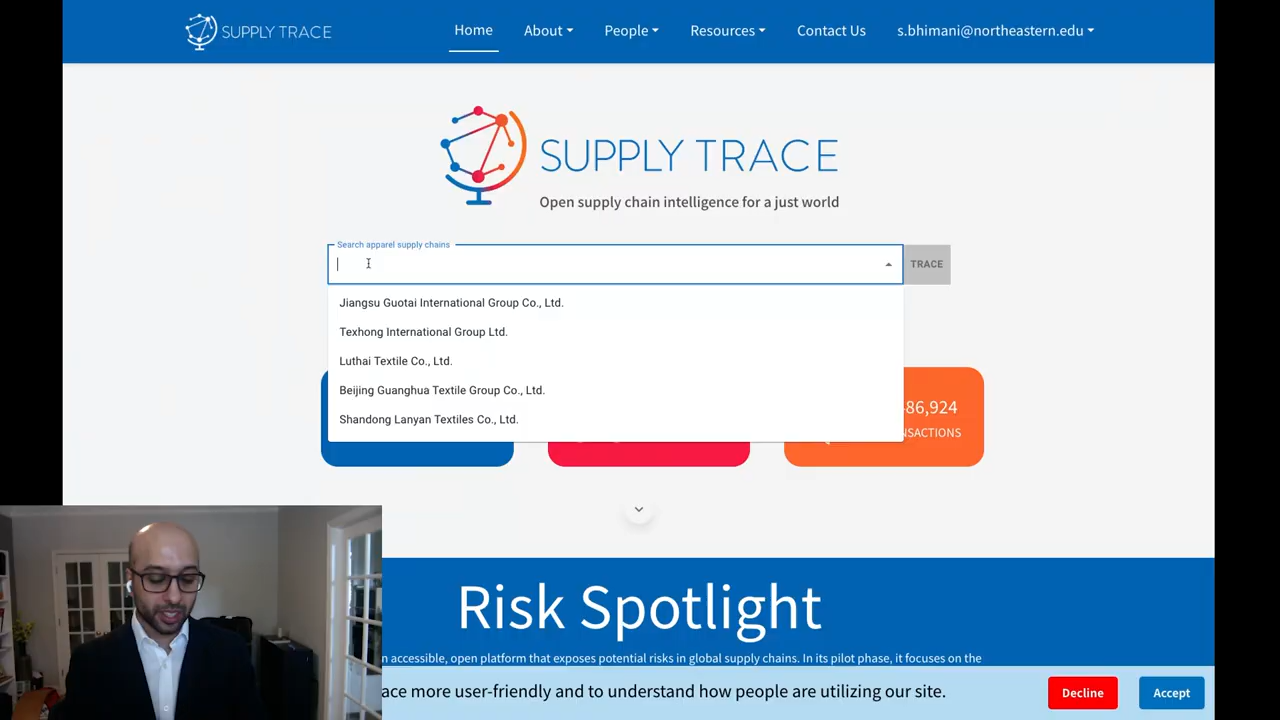 SUPPLY TRACE
Home
About
People
Resources
Contact Us
s.bhimani@northeastern.edu
SUPPLY TRACE
Open supply chain intelligence for a just world
Search apparel supply chains
TRACE
Jiangsu Guotai International Group Co., Ltd.
Texhong International Group Ltd.
Luthai Textile Co., Ltd.
Beijing Guanghua Textile Group Co., Ltd.
Shandong Lanyan Textiles Co., Ltd.
86,924
NSACTIONS
Risk Spotlight
n accessible, open platform that exposes potential risks in global supply chains. In its pilot phase, it focuses on the
ace more user-friendly and to understand how people are utilizing our site.
Decline
Accept